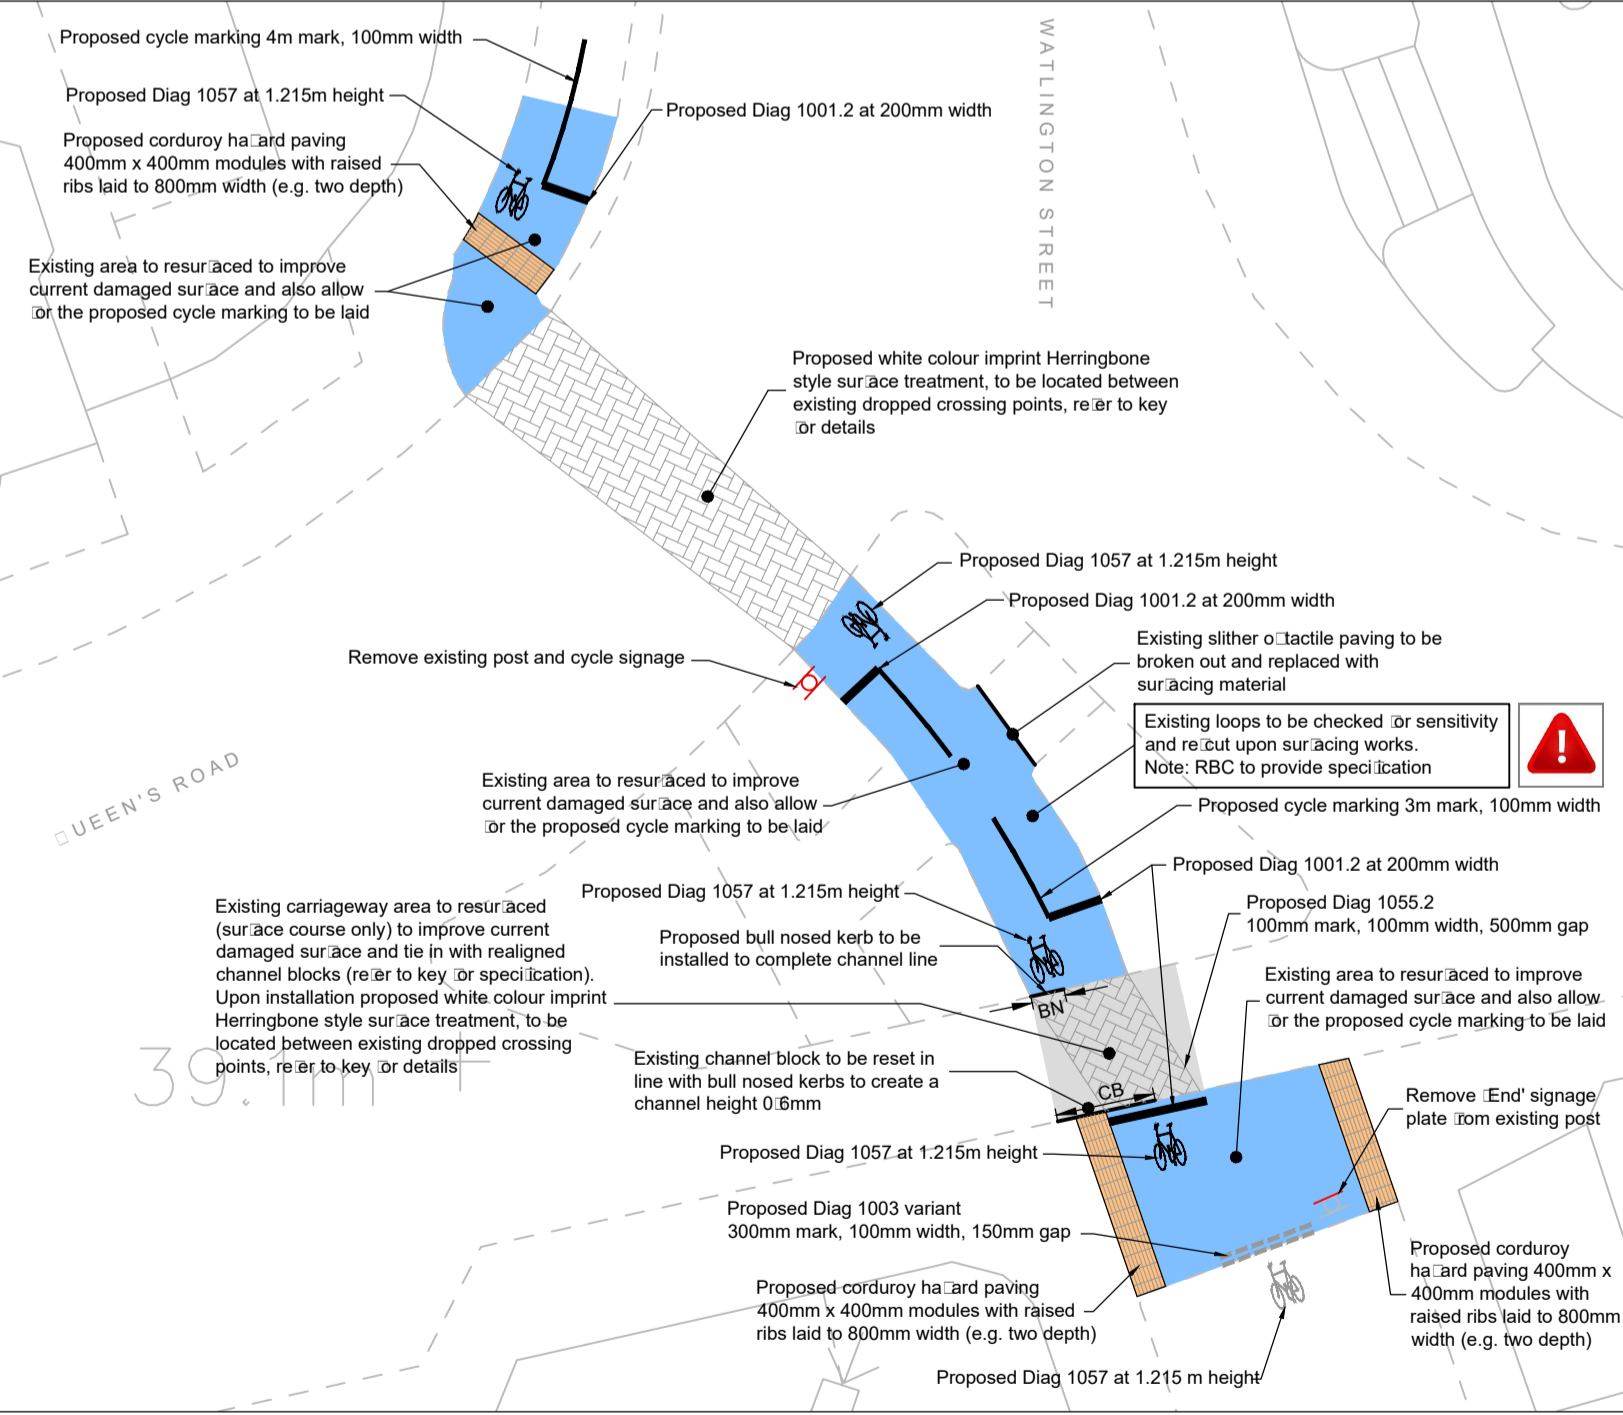 Proposed cycle marking 4m mark, 100mm width
Proposed Diag 1057 at 1.215m height
Proposed Diag 1001.2 at 200mm width
Proposed corduroy ha□ard paving
400mm x 400mm modules with raised
ribs laid to 800mm width (e.g. two depth)
Existing area to resur□aced to improve
current damaged sur□ace and also allow
□or the proposed cycle marking to be laid
WATLINGTON STREET
Proposed white colour imprint Herringbone
style sur□ace treatment, to be located between
existing dropped crossing points, re□er to key
□or details
Proposed Diag 1057 at 1.215m height
Proposed Diag 1001.2 at 200mm width
Existing slither o□tactile paving to be
broken out and replaced with
sur□acing material
Remove existing post and cycle signage
Existing loops to be checked □or sensitivity
and re□cut upon sur□acing works.
Note: RBC to provide speci□ication
□UEEN'S ROAD
Existing area to resur□aced to improve
current damaged sur□ace and also allow
□or the proposed cycle marking to be laid
Proposed cycle marking 3m mark, 100mm width
Proposed Diag 1001.2 at 200mm width
Proposed Diag 1057 at 1.215m height
Proposed Diag 1055.2
100mm mark, 100mm width, 500mm gap
Proposed bull nosed kerb to be
installed to complete channel line
Existing carriageway area to resur□aced
(sur□ace course only) to improve current
damaged sur□ace and tie in with realigned
channel blocks (re□er to key □or speci□ication).
Upon installation proposed white colour imprint
Herringbone style sur□ace treatment, to be
located between existing dropped crossing
points, re□er to key □or details
39.1m +
BN
Existing area to resur□aced to improve
current damaged sur□ace and also allow
□or the proposed cycle marking to be laid
Existing channel block to be reset in
line with bull nosed kerbs to create a
channel height 0□6mm
CB
Remove □End' signage
plate □rom existing post
Proposed Diag 1057 at 1.215m height
Proposed Diag 1003 variant
300mm mark, 100mm width, 150mm gap
Proposed corduroy ha□ard paving
400mm x 400mm modules with raised
ribs laid to 800mm width (e.g. two depth)
Proposed corduroy
ha□ard paving 400mm x
400mm modules with
raised ribs laid to 800mm
width (e.g. two depth)
Proposed Diag 1057 at 1.215 m height